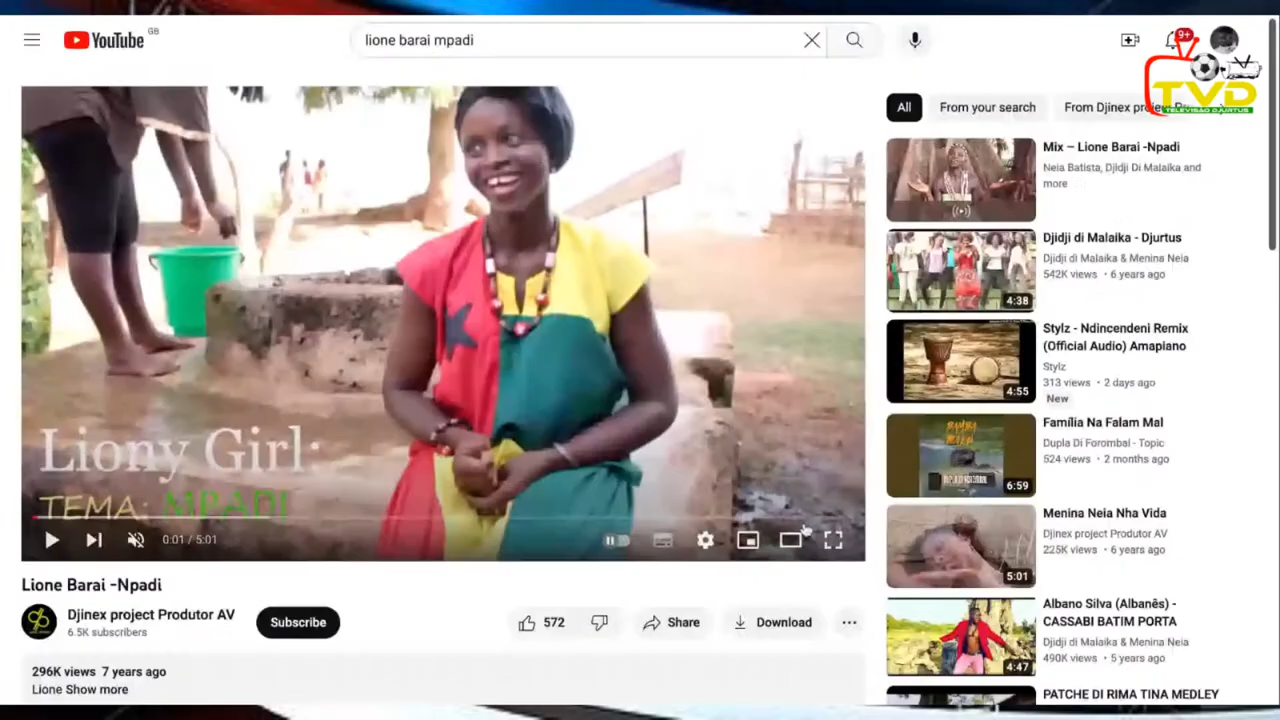 YouTube GB
lione barai mpadi
9+
TVD
TELEVISÃO DJURTUS
All
From your search
From Djinex
Liony Girl:
TEMA: MPADI
0:01 / 5:01
Lione Barai -Npadi
Djinex project Produtor AV
6.5K subscribers
Subscribe
572
Share
Download
296K views 7 years ago
Lione Show more
Mix – Lione Barai -Npadi
Neia Batista, Djidji Di Malaika and
more
Djidji di Malaika - Djurtus
Djidji di Malaika & Menina Neia
542K views • 6 years ago
4:38
Stylz - Ndincendeni Remix
(Official Audio) Amapiano
Stylz
313 views • 2 days ago
New
4:55
Família Na Falam Mal
Dupla Di Forombal - Topic
524 views • 2 months ago
6:59
Menina Neia Nha Vida
Djinex project Produtor AV
225K views • 6 years ago
5:01
Albano Silva (Albanês) -
CASSABI BATIM PORTA
Djidji di Malaika & Menina Neia
490K views • 5 years ago
4:47
PATCHE DI RIMA TINA MEDLEY